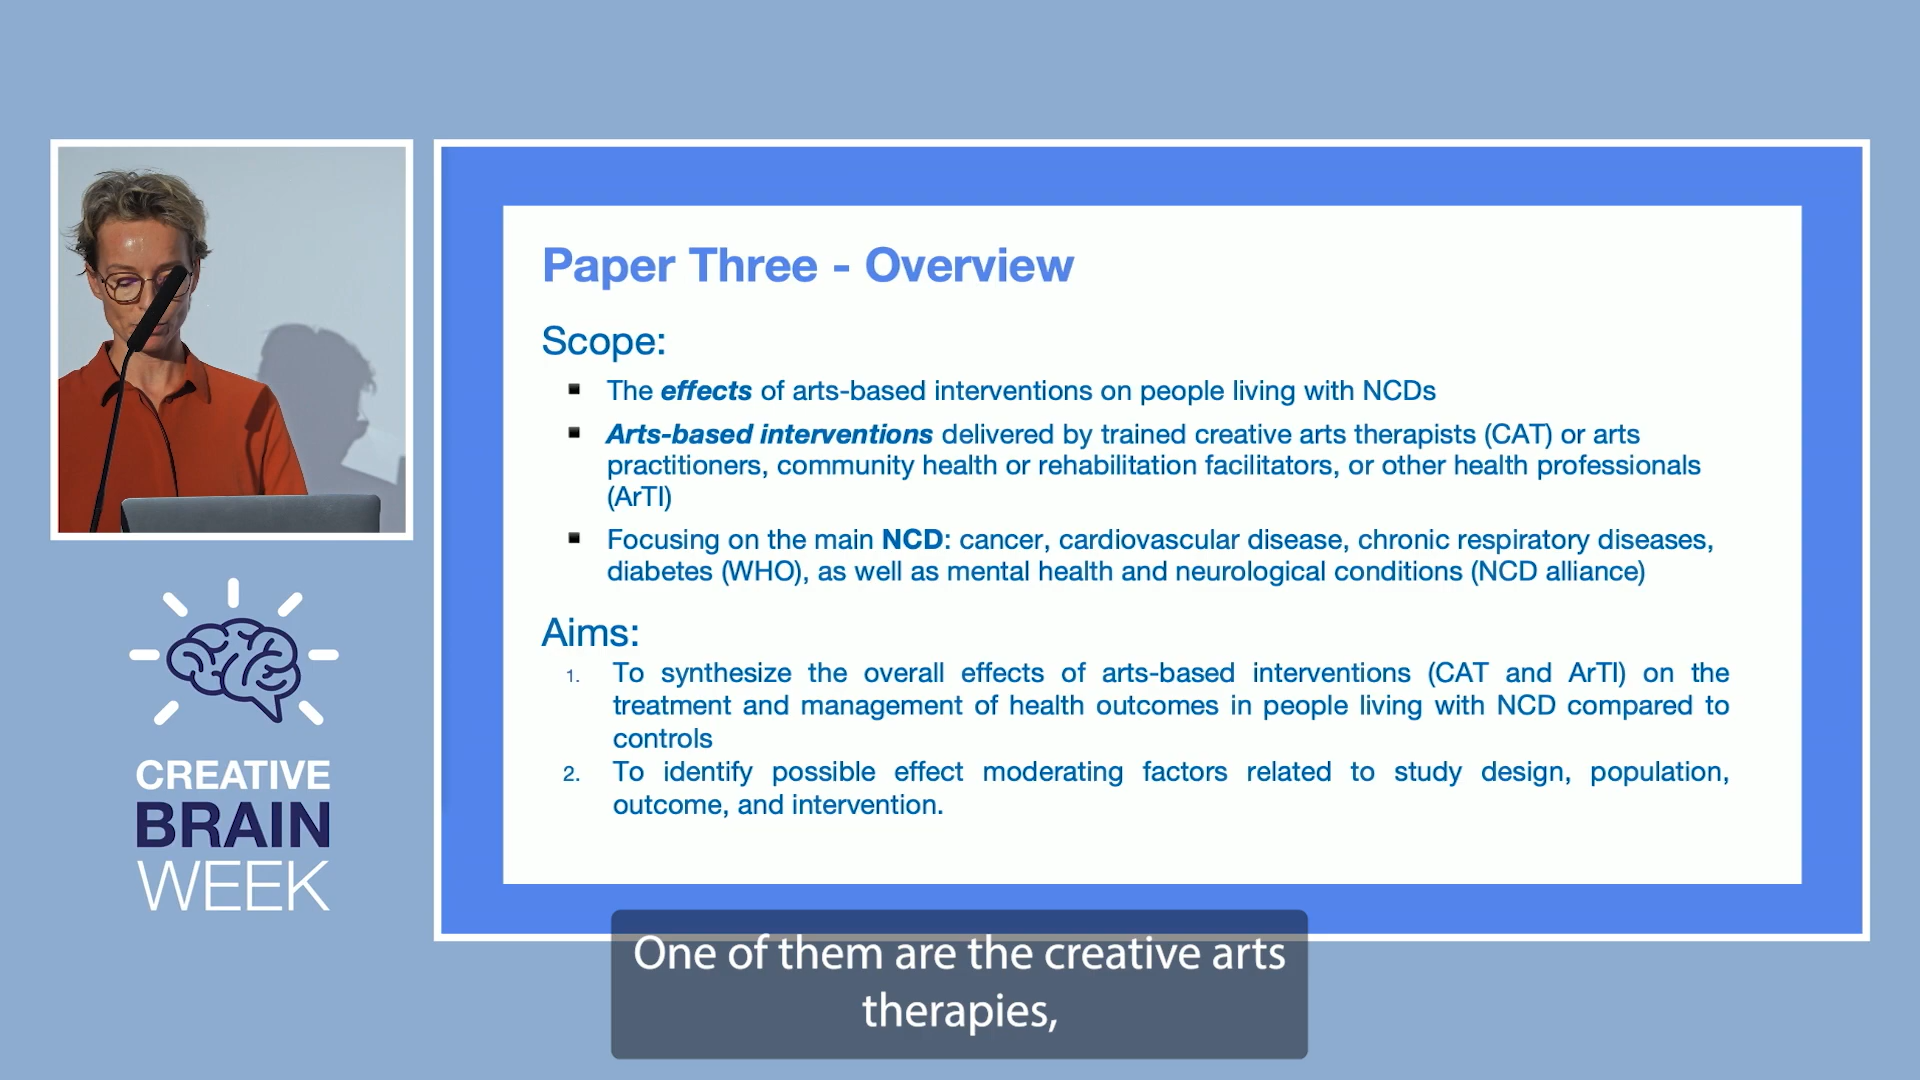 Paper Three - Overview
Scope:
▪ The effects of arts-based interventions on people living with NCDs
▪ Arts-based interventions delivered by trained creative arts therapists (CAT) or arts
practitioners, community health or rehabilitation facilitators, or other health professionals
(ArTI)
▪ Focusing on the main NCD: cancer, cardiovascular disease, chronic respiratory diseases,
diabetes (WHO), as well as mental health and neurological conditions (NCD alliance)
Aims:
1. To synthesize the overall effects of arts-based interventions (CAT and ArTI) on the
treatment and management of health outcomes in people living with NCD compared to
controls
2. To identify possible effect moderating factors related to study design, population,
outcome, and intervention.
CREATIVE
BRAIN
WEEK
One of them are the creative arts
therapies,